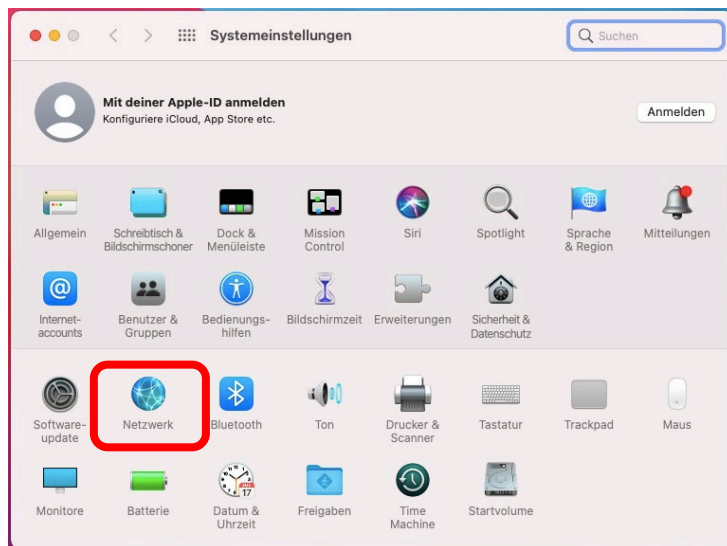 Systemeinstellungen
Suchen
Mit deiner Apple-ID anmelden
Konfiguriere iCloud, App Store etc.
Anmelden
Allgemein
Schreibtisch &
Bildschirmschoner
Dock &
Menüleiste
Mission
Control
Siri
Spotlight
Sprache
& Region
Mitteilungen
Internet-
accounts
Benutzer &
Gruppen
Bedienungs-
hilfen
Bildschirmzeit
Erweiterungen
Sicherheit &
Datenschutz
Software-
update
Netzwerk
Bluetooth
Ton
Drucker &
Scanner
Tastatur
Trackpad
Maus
Monitore
Batterie
JUL
17
Datum &
Uhrzeit
Freigaben
Time
Machine
Startvolume